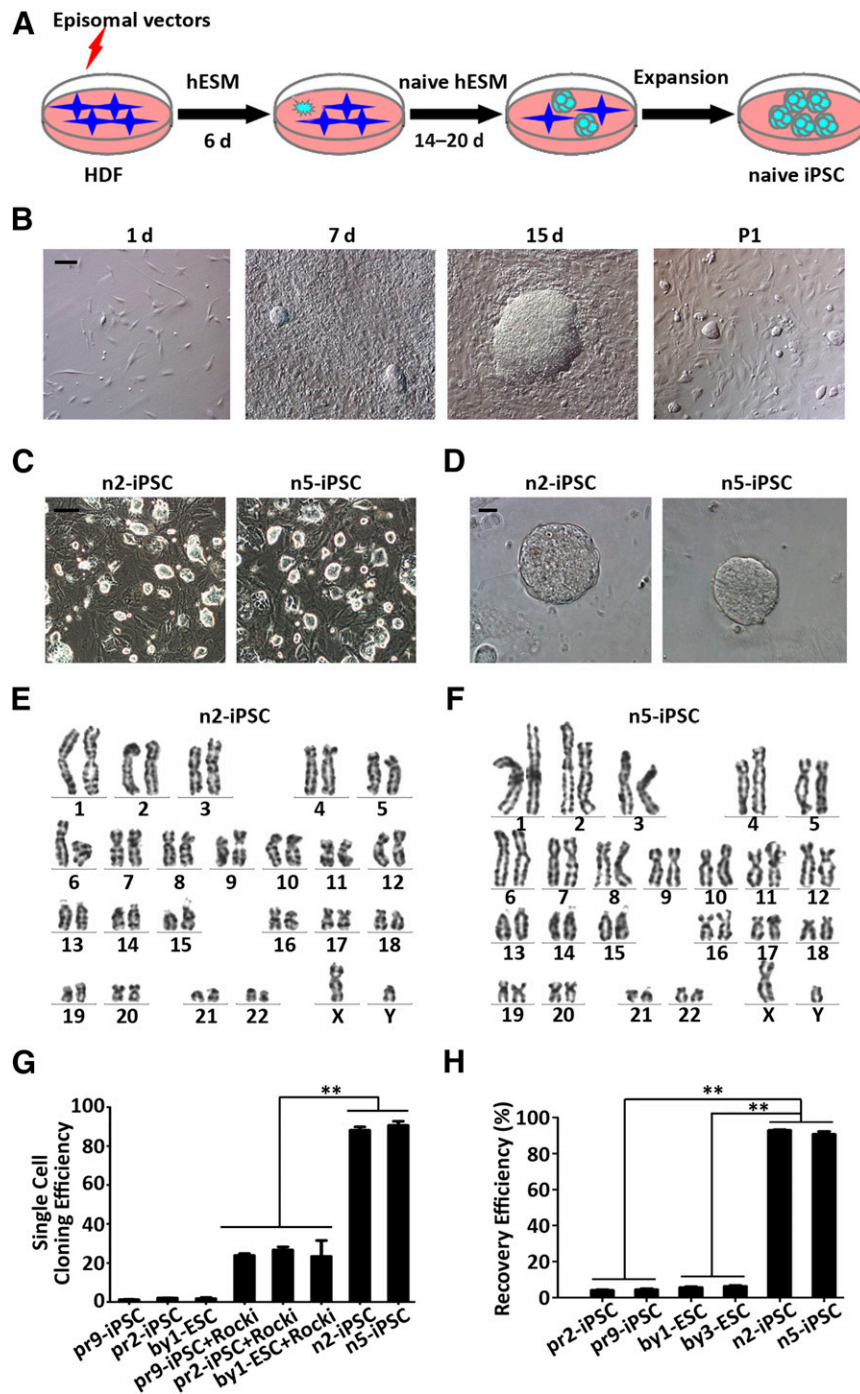 A
Episomal vectors
hESM
naive hESM
Expansion
6 d
14–20 d
HDF
naive iPSC
B
1 d
7 d
15 d
P1
C
n2-iPSC
n5-iPSC
D
n2-iPSC
n5-iPSC
E
n2-iPSC
1 2 3 4 5
6 7 8 9 10 11 12
13 14 15 16 17 18
19 20 21 22 X Y
F
n5-iPSC
1 2 3 4 5
6 7 8 9 10 11 12
13 14 15 16 17 18
19 20 21 22 X Y
G
Single Cell
Cloning Efficiency
100
80
60
40
20
0
**
pr9-iPSC
pr2-iPSC
by1-ESC
pr9-iPSC+Rocki
pr2-iPSC+Rocki
by1-ESC+Rocki
n2-iPSC
n5-iPSC
H
Recovery Efficiency (%)
100
80
60
40
20
0
**
**
pr2-iPSC
pr9-iPSC
by1-ESC
by3-ESC
n2-iPSC
n5-iPSC